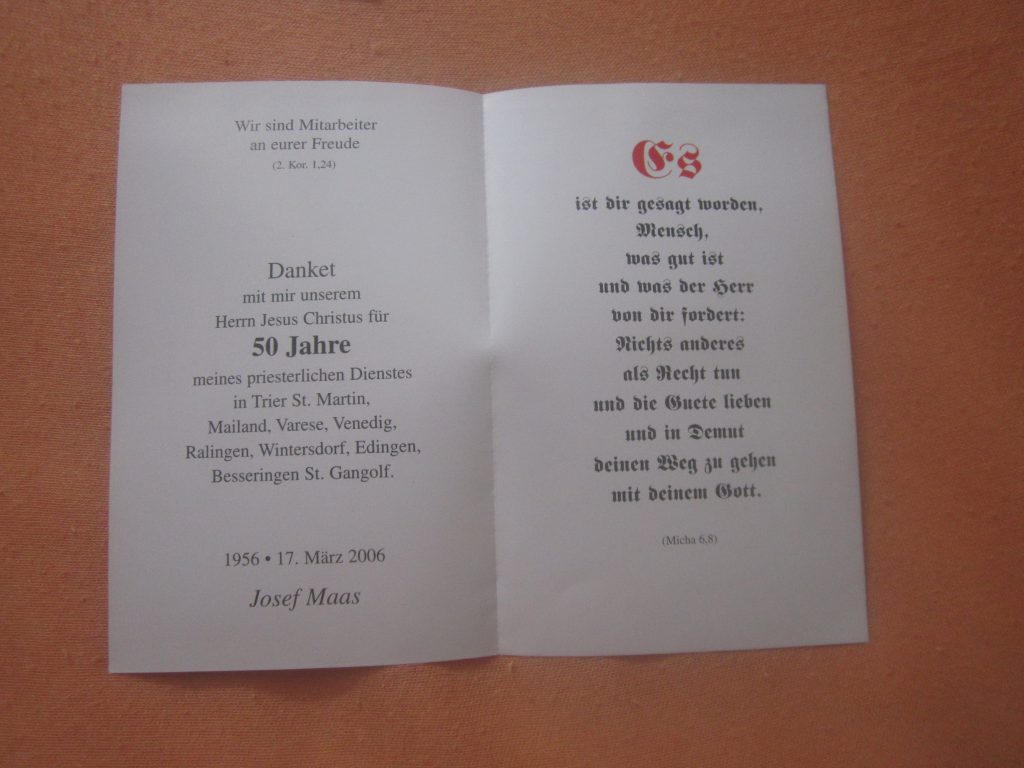 Wir sind Mitarbeiter
an eurer Freude
(2. Kor. 1,24)
Danket
mit mir unserem
Herrn Jesus Christus für
50 Jahre
meines priesterlichen Dienstes
in Trier St. Martin,
Mailand, Varese, Venedig,
Ralingen, Wintersdorf, Edingen,
Besseringen St. Gangolf.
1956 • 17. März 2006
Josef Maas
Es
ist dir gesagt worden,
Mensch,
was gut ist
und was der Herr
von dir fordert:
Nichts anderes
als Recht tun
und die Guete lieben
und in Demut
deinen Weg zu gehen
mit deinem Gott.
(Micha 6,8)